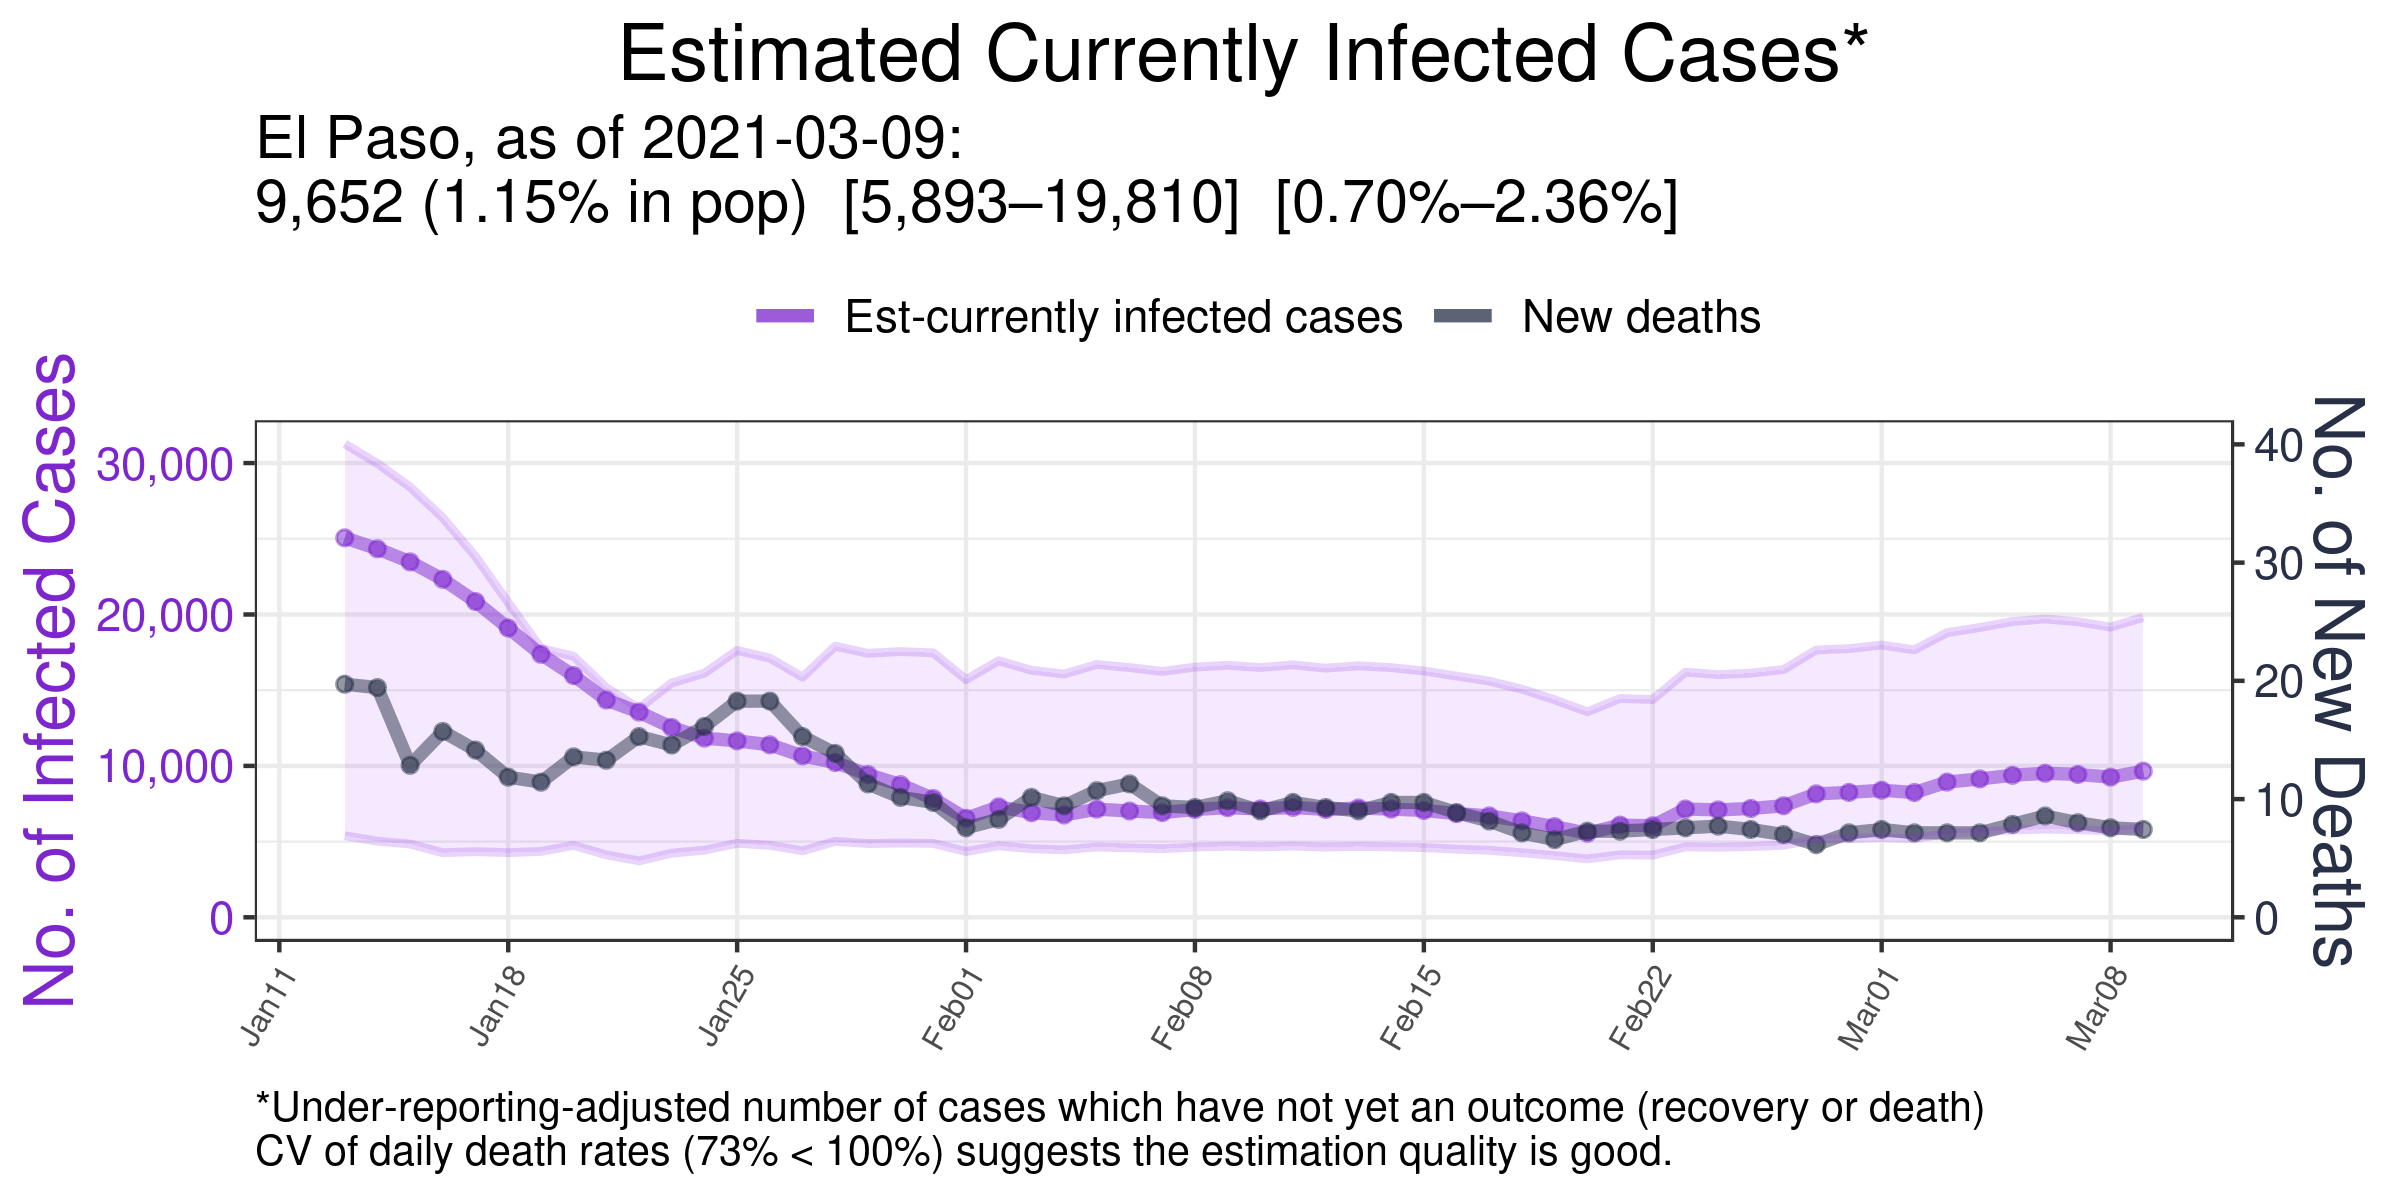 Estimated Currently Infected Cases*
El Paso, as of 2021-03-09:
9,652 (1.15% in pop)  [5,893–19,810]  [0.70%–2.36%]
Est-currently infected cases
New deaths
No. of Infected Cases
30,000
20,000
10,000
0
40
30
20
10
0
No. of New Deaths
Jan11
Jan18
Jan25
Feb01
Feb08
Feb15
Feb22
Mar01
Mar08
*Under-reporting-adjusted number of cases which have not yet an outcome (recovery or death)
CV of daily death rates (73% < 100%) suggests the estimation quality is good.